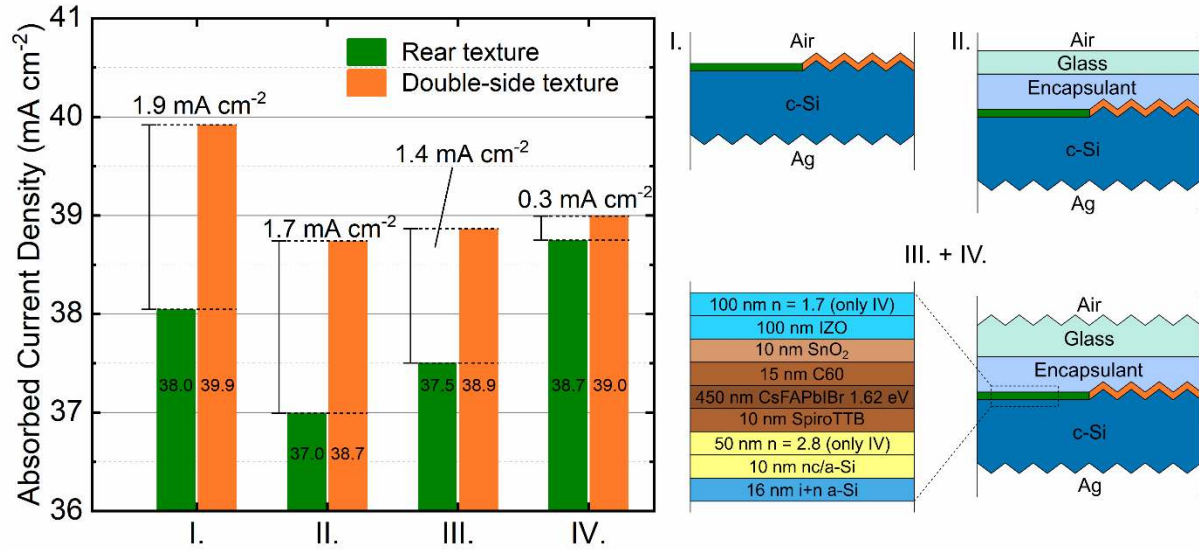 Absorbed Current Density (mA cm-2)
41
40
39
38
37
36
Rear texture
Double-side texture
1.9 mA cm-2
1.7 mA cm-2
1.4 mA cm-2
0.3 mA cm-2
38.0
39.9
37.0
38.7
37.5
38.9
38.7
39.0
I.
II.
III.
IV.
I.
Air
c-Si
Ag
II.
Air
Glass
Encapsulant
c-Si
Ag
III. + IV.
100 nm n = 1.7 (only IV)
100 nm IZO
10 nm SnO2
15 nm C60
450 nm CsFAPbIBr 1.62 eV
10 nm SpiroTTB
50 nm n = 2.8 (only IV)
10 nm nc/a-Si
16 nm i+n a-Si
Air
Glass
Encapsulant
c-Si
Ag